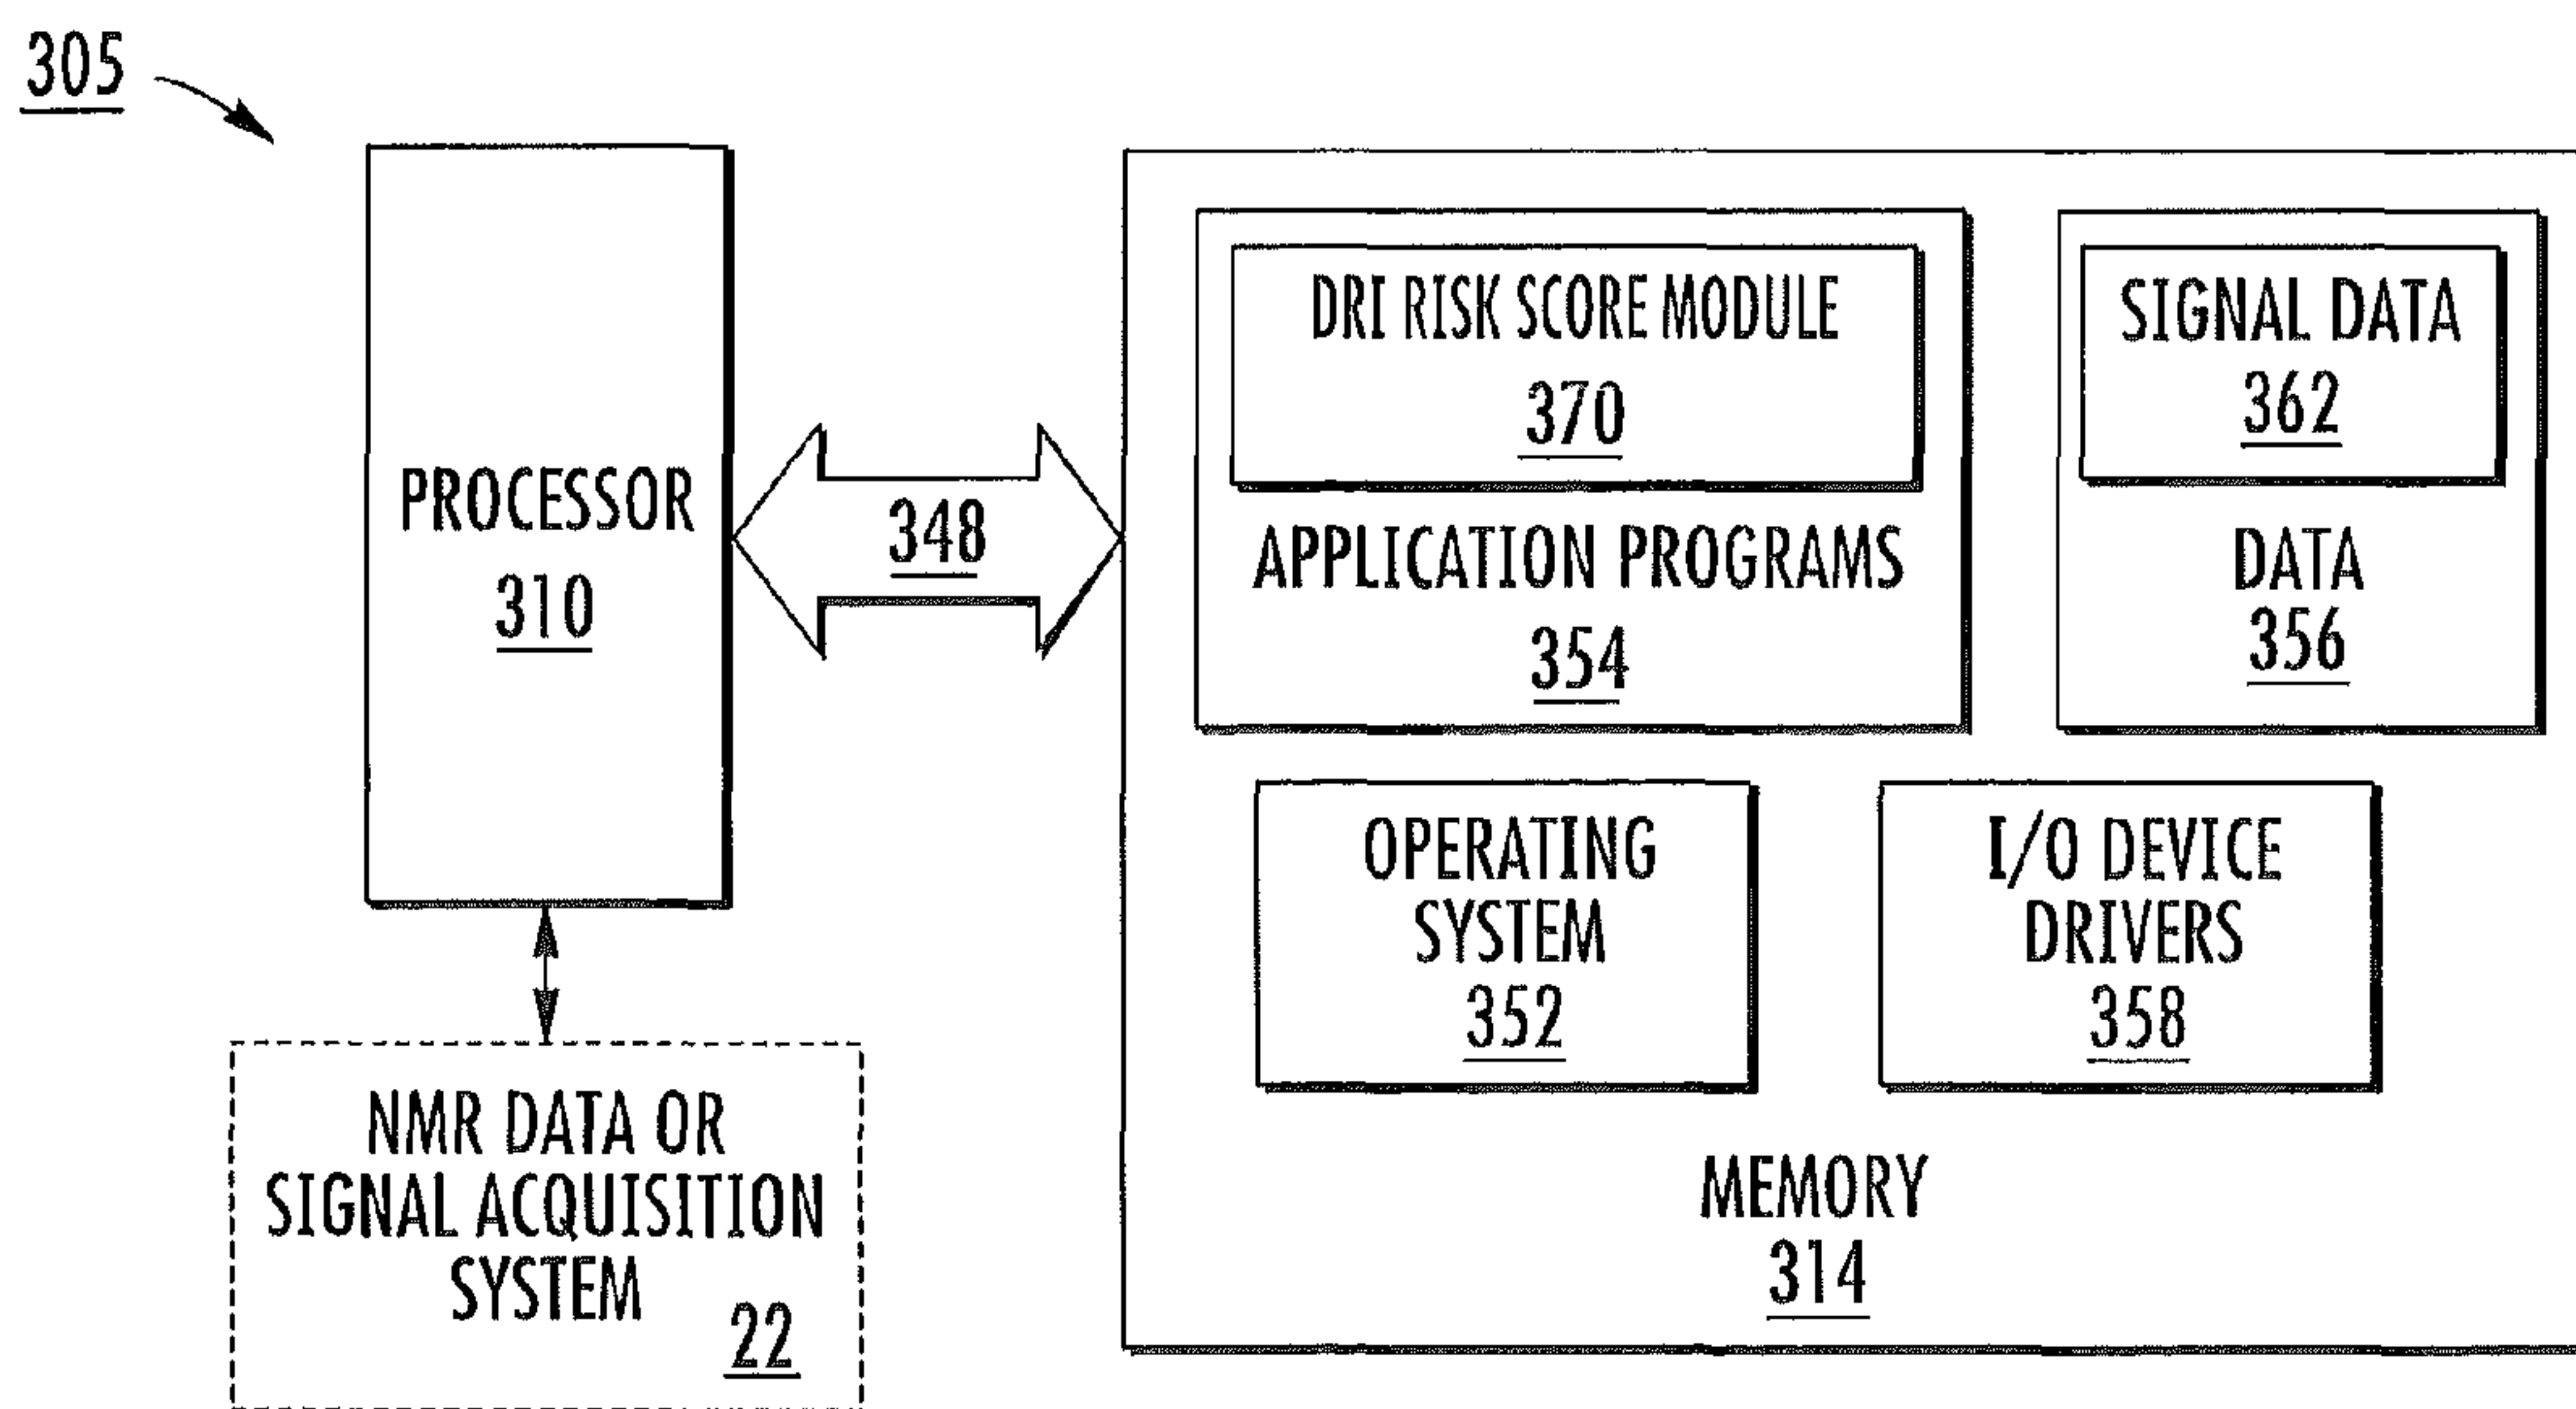 305
PROCESSOR
310
348
DRI RISK SCORE MODULE
370
APPLICATION PROGRAMS
354
SIGNAL DATA
362
DATA
356
OPERATING
SYSTEM
352
I/O DEVICE
DRIVERS
358
MEMORY
314
NMR DATA OR
SIGNAL ACQUISITION
SYSTEM
22